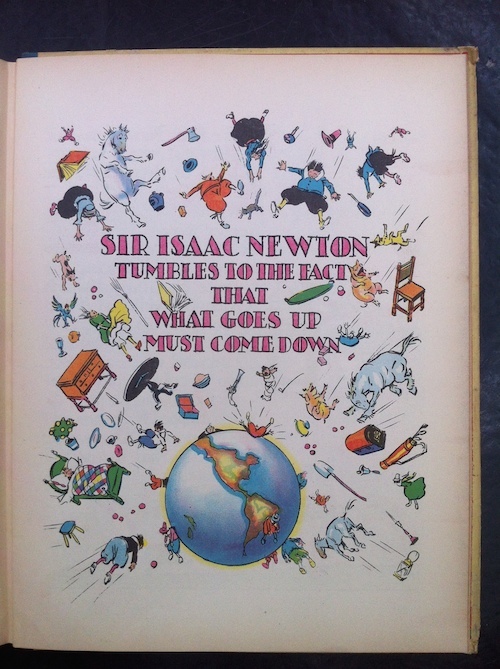 SIR ISAAC NEWTON
TUMBLES TO THE FACT
THAT
WHAT GOES UP
MUST COME DOWN